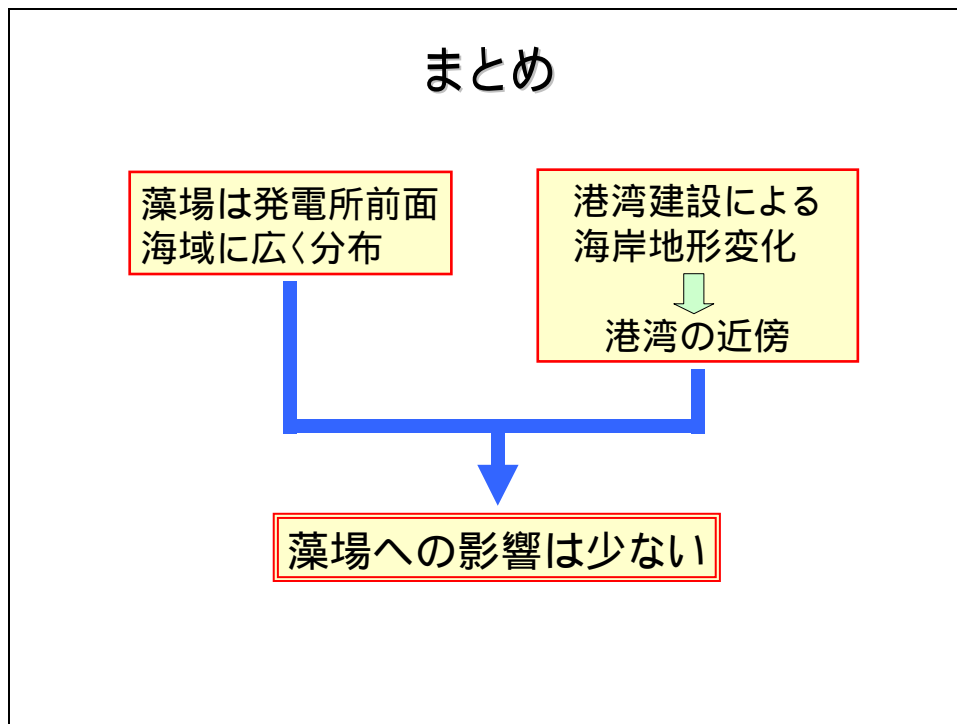 まとめ
藻場は発電所前面
海域に広く分布
港湾建設による
海岸地形変化
港湾の近傍
藻場への影響は少ない